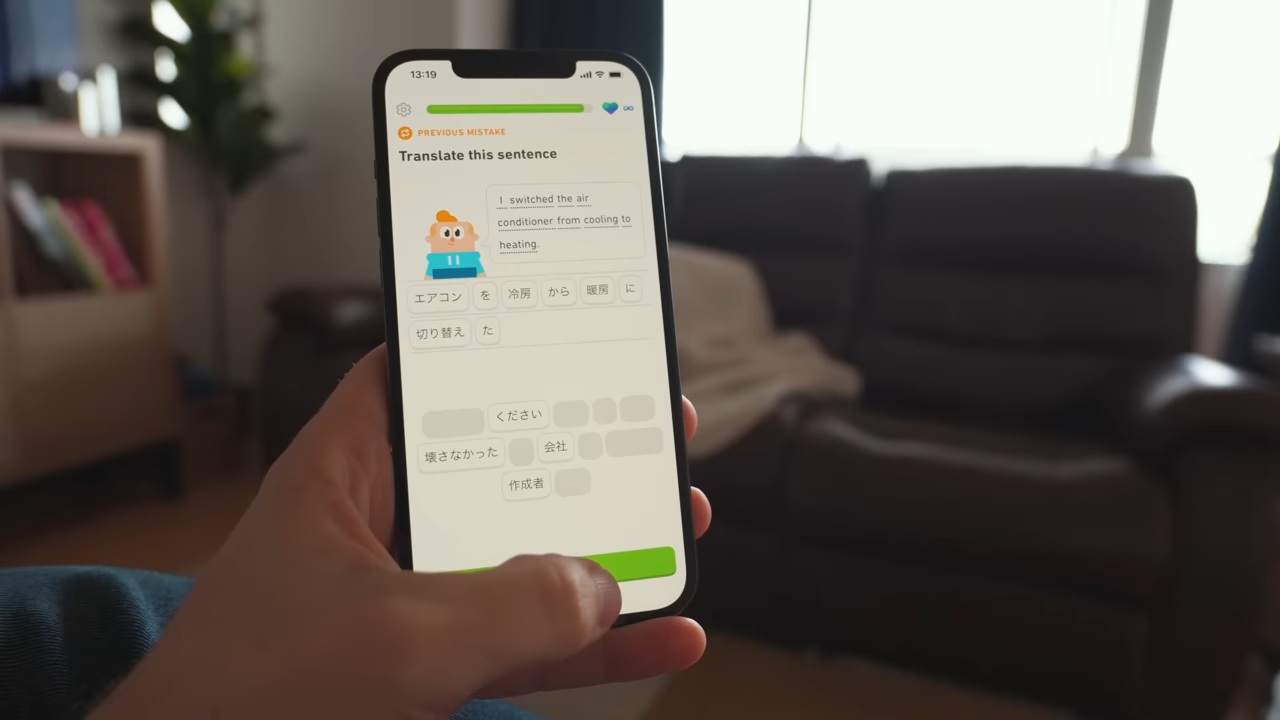 13:19
PREVIOUS MISTAKE
Translate this sentence
I switched the air
conditioner from cooling to
heating.
エアコン を 冷房 から 暖房 に
切り替え た
ください
壊さなかった 会社
作成者